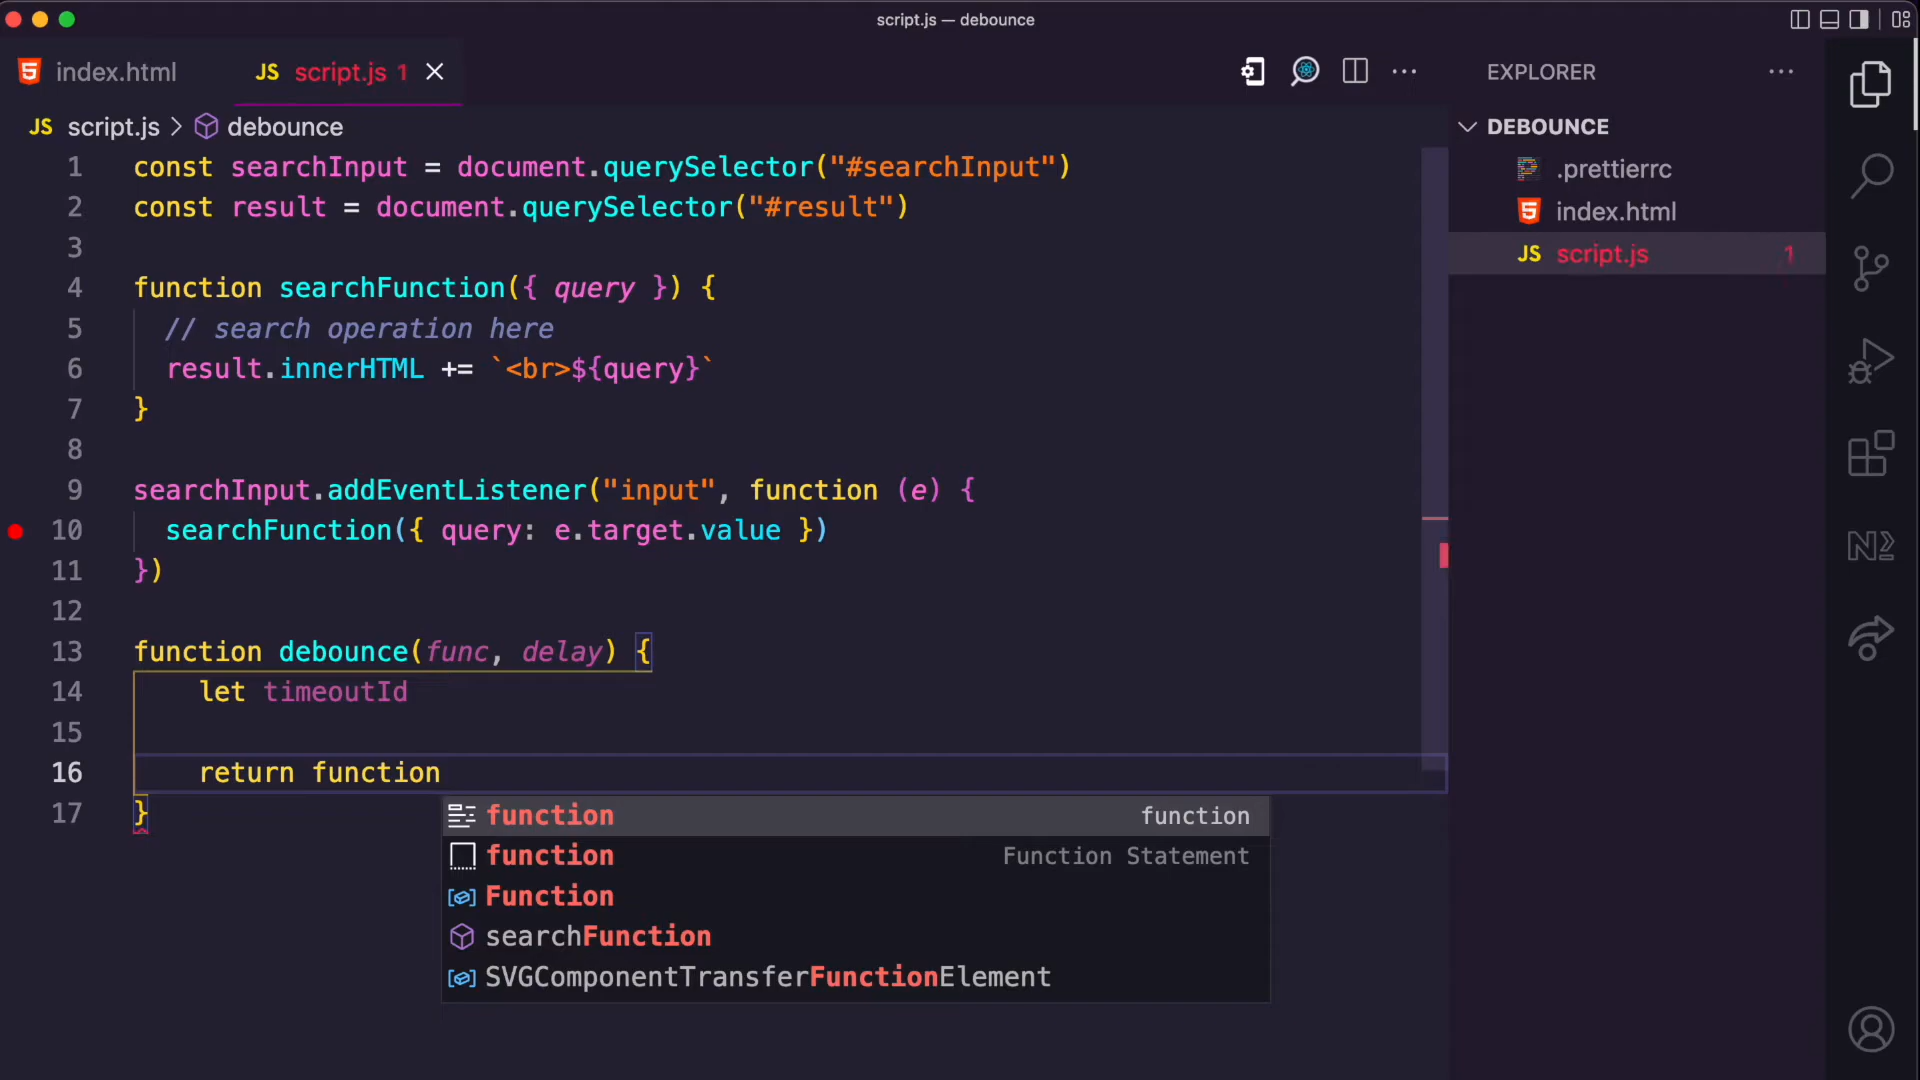 script.js — debounce
index.html
JS script.js 1
EXPLORER
JS script.js > debounce
DEBOUNCE
.prettierrc
index.html
JS script.js 1
1 const searchInput = document.querySelector("#searchInput")
2 const result = document.querySelector("#result")
3
4 function searchFunction({ query }) {
5 // search operation here
6 result.innerHTML += `<br>${query}`
7 }
8
9 searchInput.addEventListener("input", function (e) {
10 searchFunction({ query: e.target.value })
11 })
12
13 function debounce(func, delay) {
14 let timeoutId
15
16 return function
17 }
function function
function Function Statement
Function
searchFunction
SVGComponentTransferFunctionElement